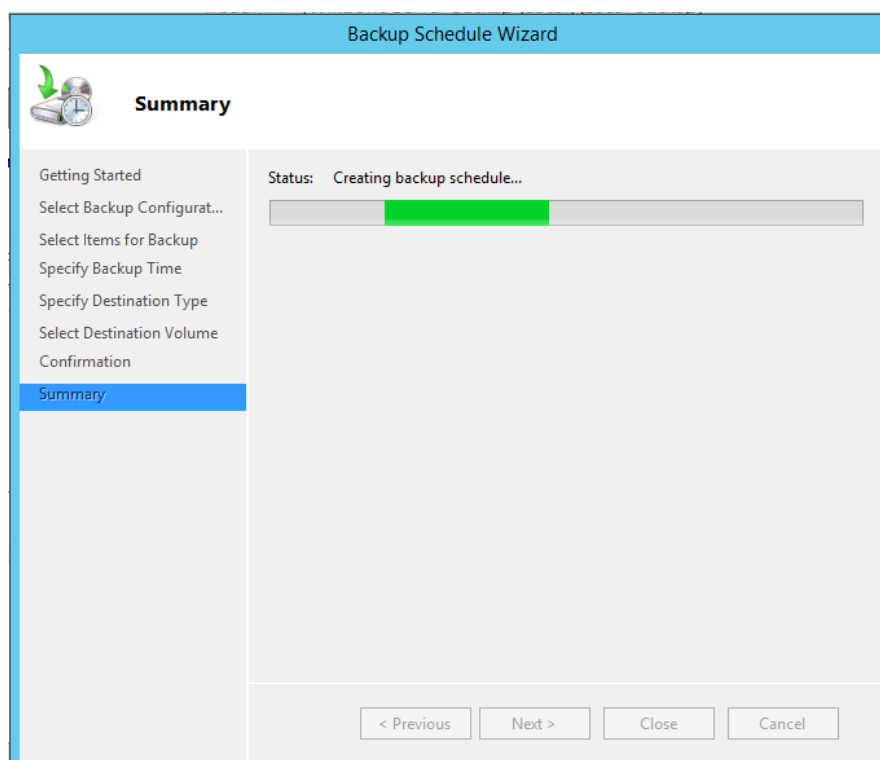 Backup Schedule Wizard
Summary
Getting Started
Select Backup Configurat...
Select Items for Backup
Specify Backup Time
Specify Destination Type
Select Destination Volume
Confirmation
Summary
Status: Creating backup schedule...
< Previous
Next >
Close
Cancel